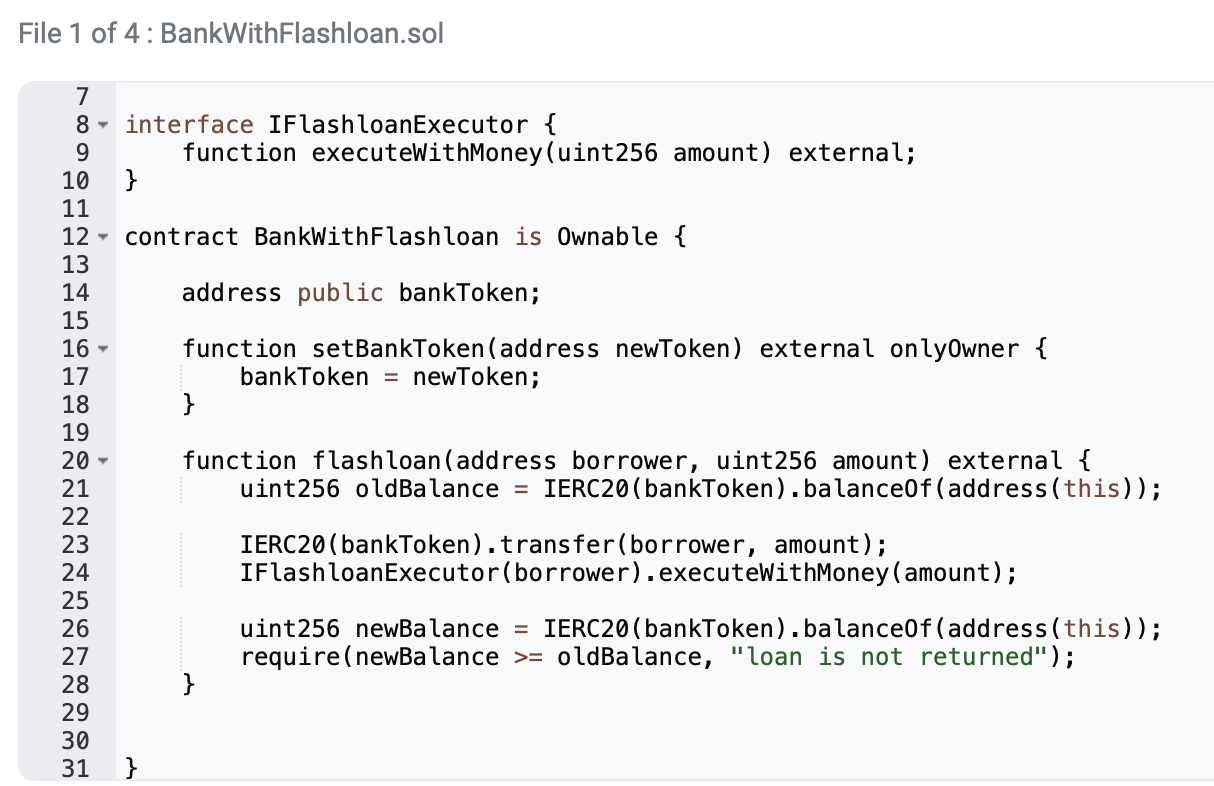 File 1 of 4 : BankWithFlashloan.sol
7
8 interface IFlashloanExecutor {
9 function executeWithMoney(uint256 amount) external;
10 }
11
12 contract BankWithFlashloan is Ownable {
13
14 address public bankToken;
15
16 function setBankToken(address newToken) external onlyOwner {
17 bankToken = newToken;
18 }
19
20 function flashloan(address borrower, uint256 amount) external {
21 uint256 oldBalance = IERC20(bankToken).balanceOf(address(this));
22
23 IERC20(bankToken).transfer(borrower, amount);
24 IFlashloanExecutor(borrower).executeWithMoney(amount);
25
26 uint256 newBalance = IERC20(bankToken).balanceOf(address(this));
27 require(newBalance >= oldBalance, "loan is not returned");
28 }
29
30
31 }